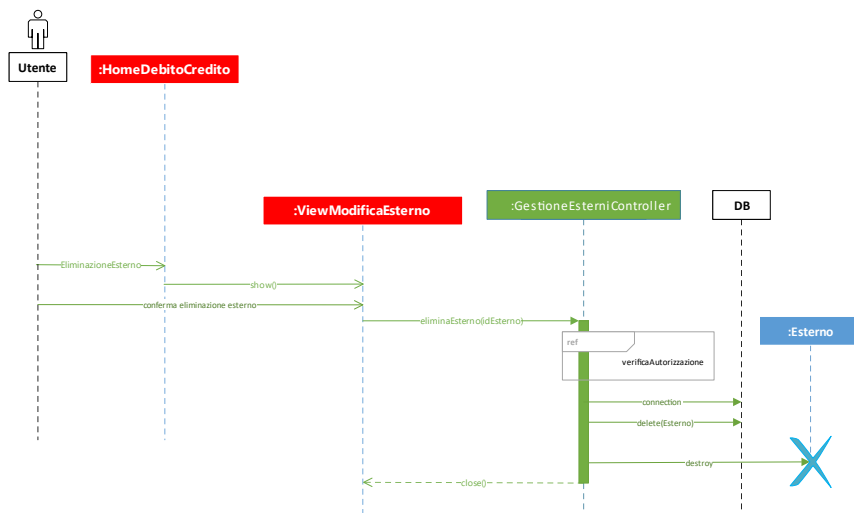 Utente
:HomeDebitoCredito
:ViewModificaEsterno
:GestioneEsterniController
DB
EliminazioneEsterno
show()
conferma eliminazione esterno
eliminaEsterno(idEsterno)
:Esterno
ref
verificaAutorizzazione
connection
delete(Esterno)
destroy
close()